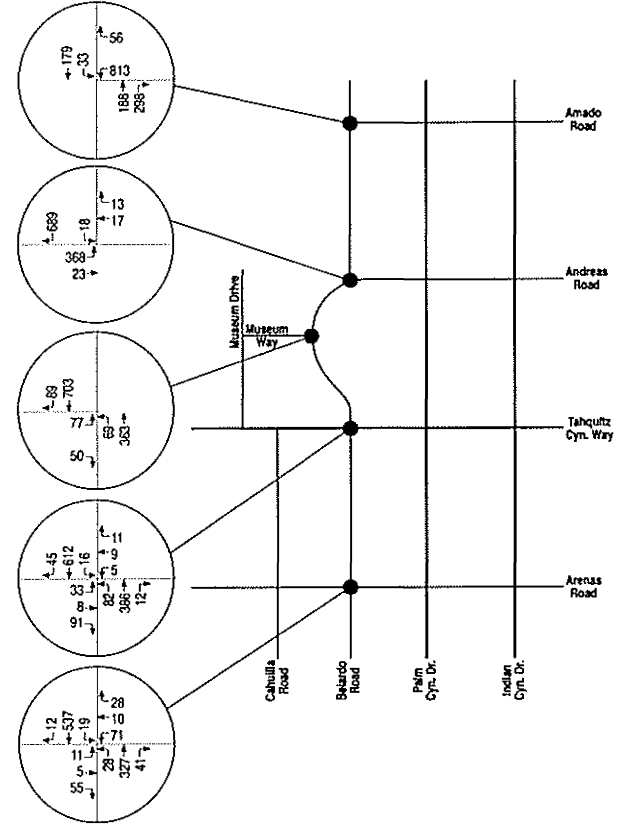 56
179
33
813
188
298
Amado
Road
13
17
689
18
368
23
Andreas
Road
Museum Drive
Museum
Way
89
703
77
69
363
50
Tahquitz
Cyn. Way
11
9
5
45
612
16
33
8
91
82
386
12
Arenas
Road
Cahuilla
Road
Belardo
Road
Palm
Cyn. Dr.
Indian
Cyn. Dr.
28
10
71
12
537
19
11
5
55
28
327
41